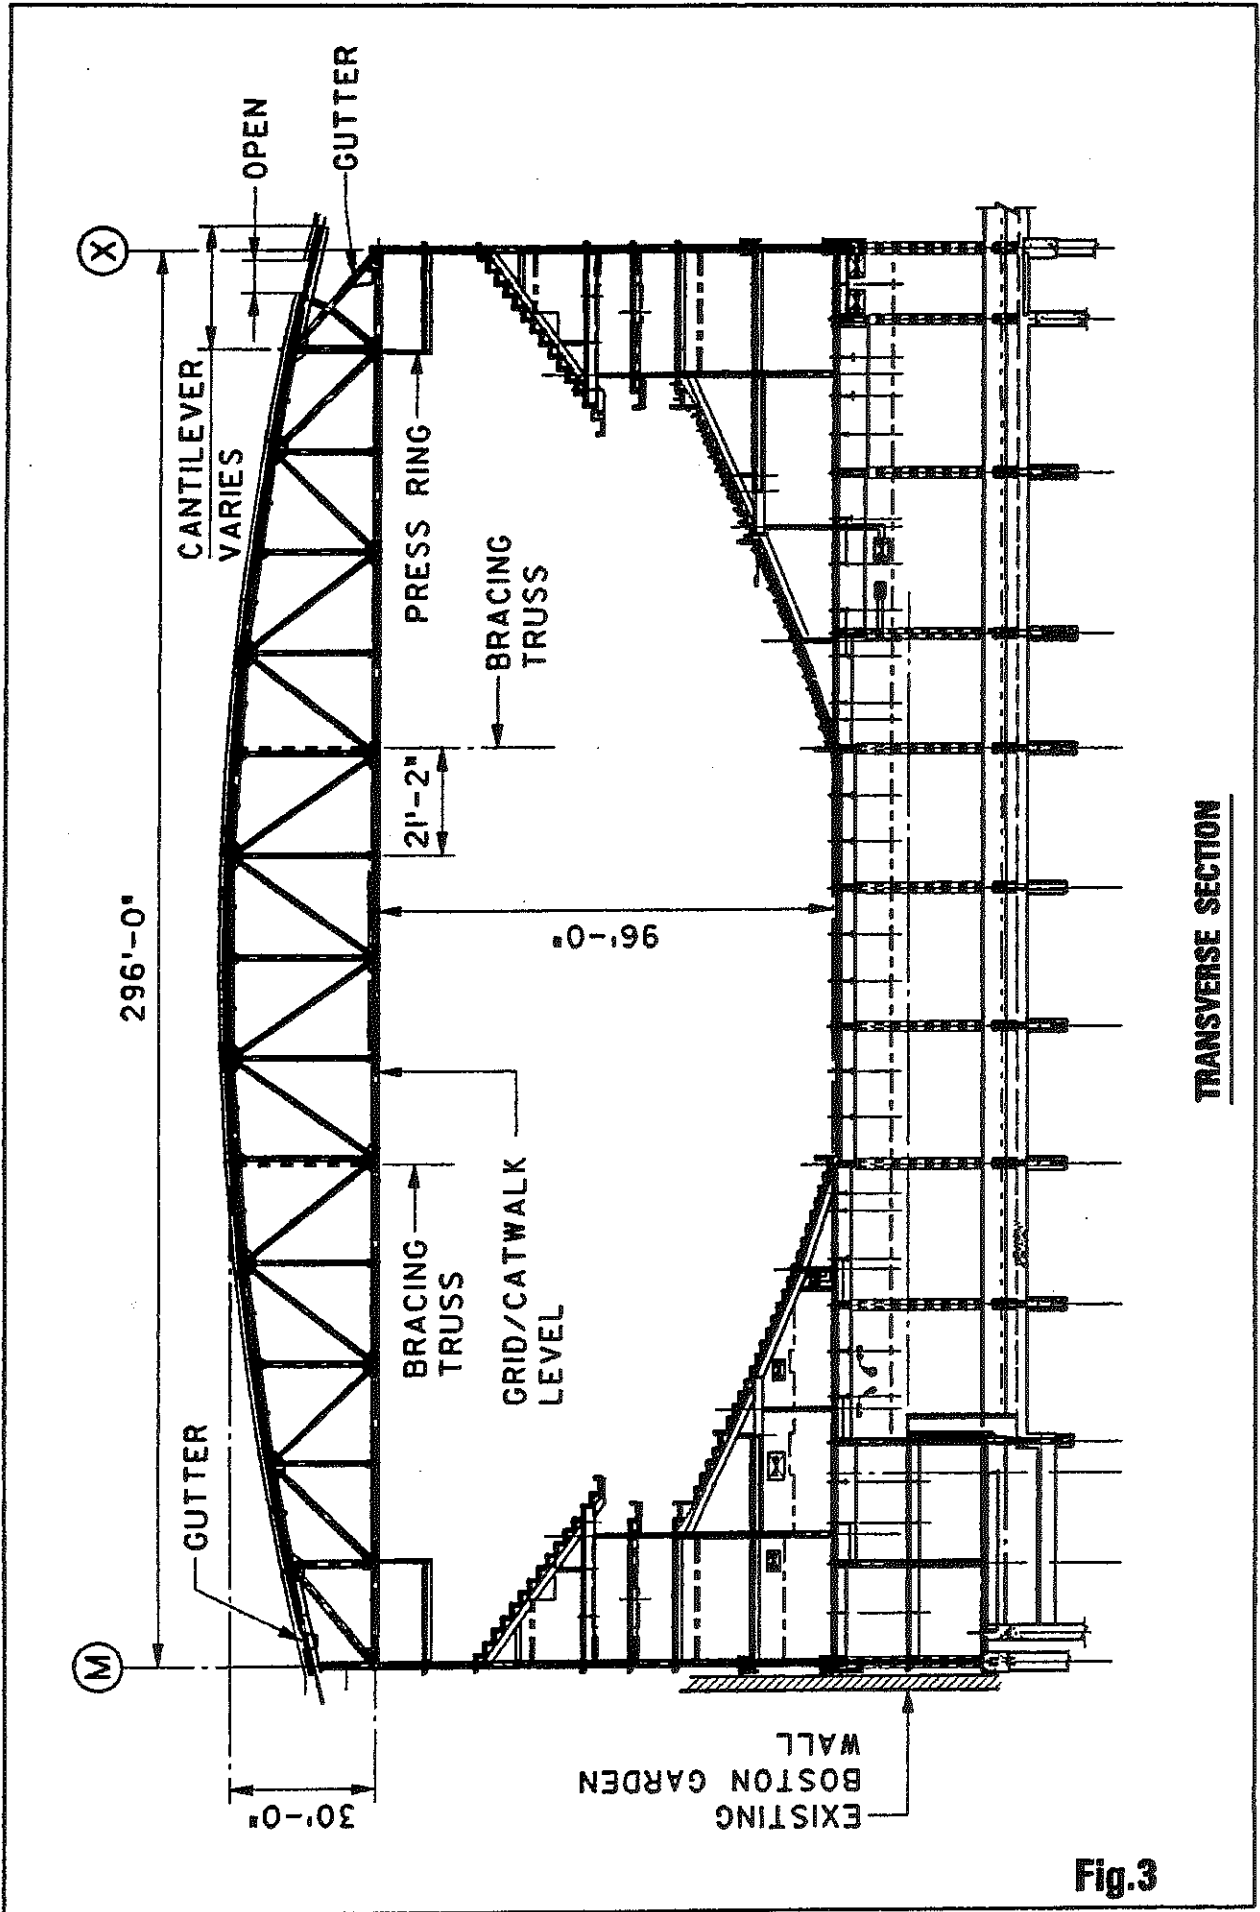 M
X
296'-0"
30'-0"
GUTTER
CANTILEVER
VARIES
OPEN
GUTTER
BRACING
TRUSS
GRID/CATWALK
LEVEL
96'-0"
21'-2"
BRACING
TRUSS
PRESS RING
EXISTING
BOSTON GARDEN
WALL
TRANSVERSE SECTION
Fig.3